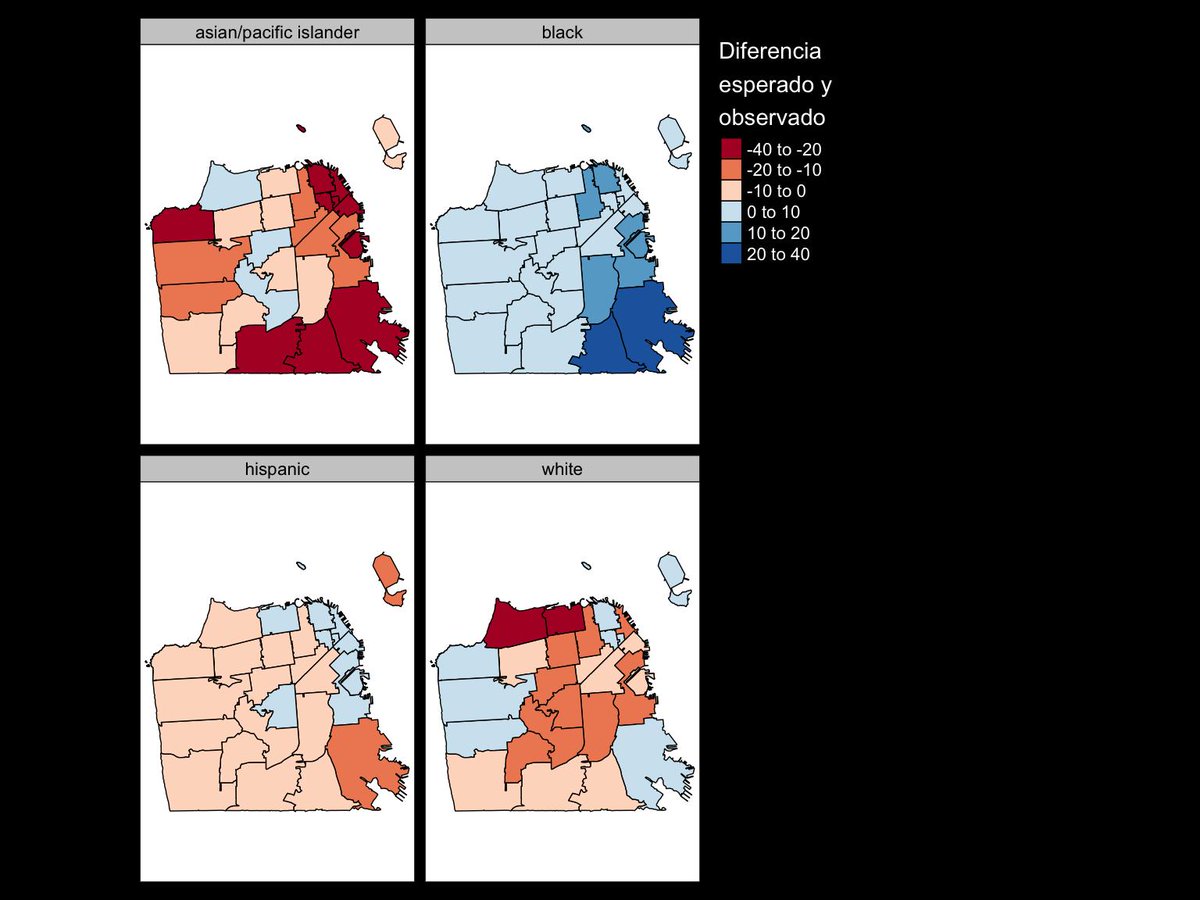 asian/pacific islander
black
hispanic
white
Diferencia
esperado y
observado
-40 to -20
-20 to -10
-10 to 0
0 to 10
10 to 20
20 to 40